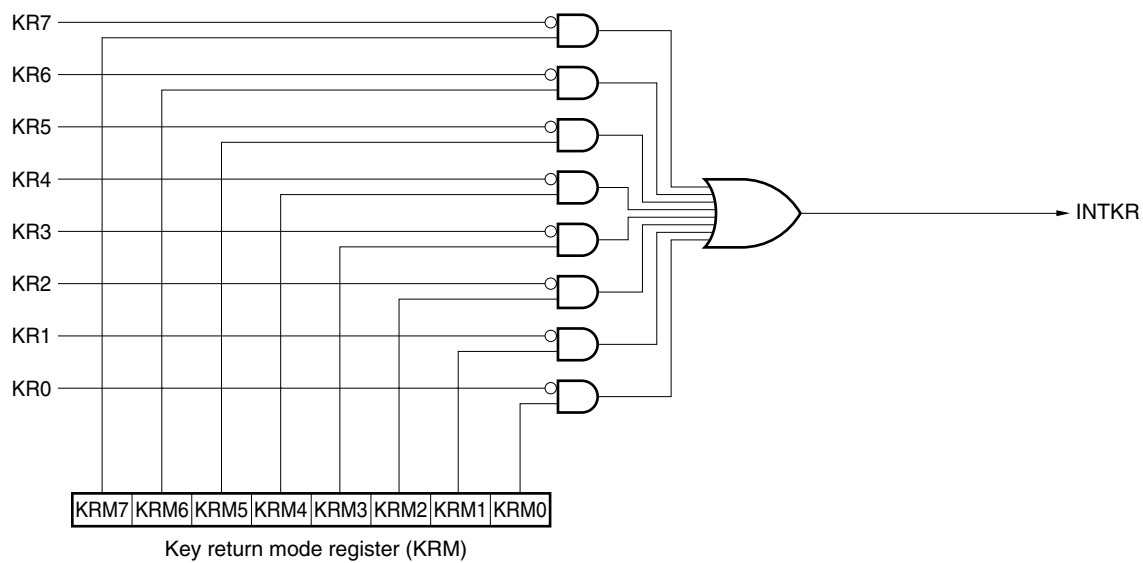 KR7
KR6
KR5
KR4
KR3
INTKR
KR2
KR1
KR0
KRM7 KRM6 KRM5 KRM4 KRM3 KRM2 KRM1 KRM0
Key return mode register (KRM)